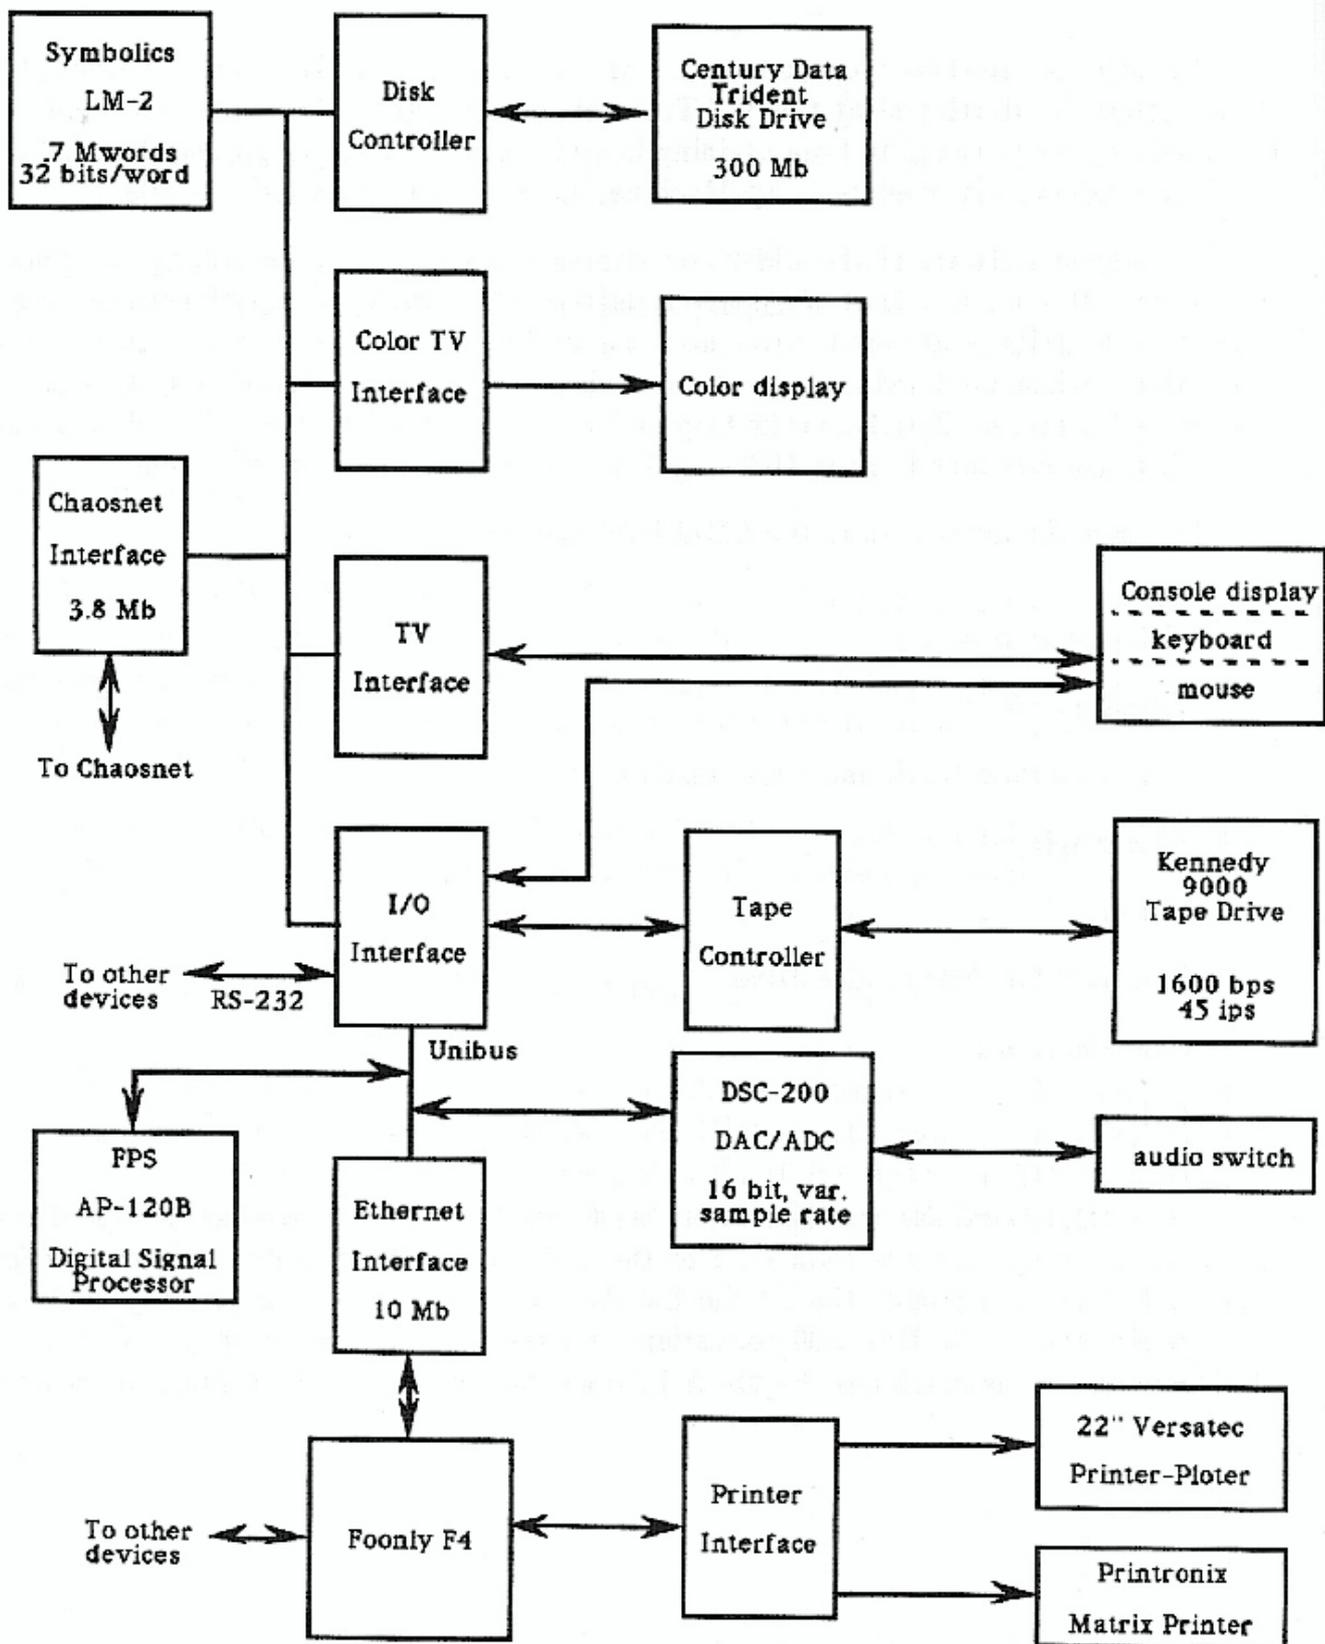 Symbolics
LM-2
.7 Mwords
32 bits/word
Disk
Controller
Century Data
Trident
Disk Drive
300 Mb
Color TV
Interface
Color display
Chaosnet
Interface
3.8 Mb
To Chaosnet
TV
Interface
Console display
keyboard
mouse
I/O
Interface
To other
devices
RS-232
Tape
Controller
Kennedy
9000
Tape Drive
1600 bps
45 ips
Unibus
FPS
AP-120B
Digital Signal
Processor
DSC-200
DAC/ADC
16 bit, var.
sample rate
audio switch
Ethernet
Interface
10 Mb
Foonly F4
To other
devices
Printer
Interface
22" Versatec
Printer-Ploter
Printronix
Matrix Printer